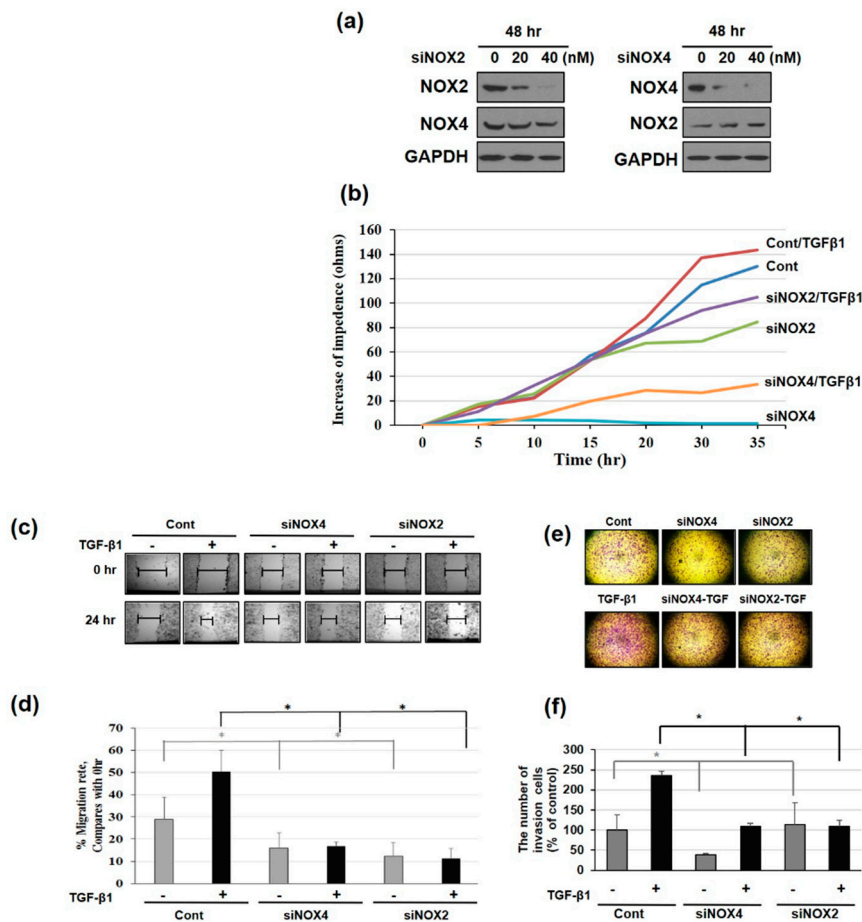 (a)
48 hr
48 hr
siNOX2 0 20 40 (nM)
siNOX4 0 20 40 (nM)
NOX2
NOX4
NOX4
NOX2
GAPDH
GAPDH
(b)
Increase of impedence (ohms)
160
140
120
100
80
60
40
20
0
0 5 10 15 20 30 35
Time (hr)
Cont/TGFβ1
Cont
siNOX2/TGFβ1
siNOX2
siNOX4/TGFβ1
siNOX4
(c)
Cont siNOX4 siNOX2
TGF-β1 - + - + - +
0 hr
24 hr
(d)
% Migration rete,
Compares with 0hr
70
60
50
40
30
20
10
0
* *
* *
TGF-β1 - + - + - +
Cont siNOX4 siNOX2
(e)
Cont siNOX4 siNOX2
TGF-β1 siNOX4-TGF siNOX2-TGF
(f)
The number of
invasion cells
(% of control)
300
250
200
150
100
50
0
* *
*
TGF-β1 - + - + - +
Cont siNOX4 siNOX2